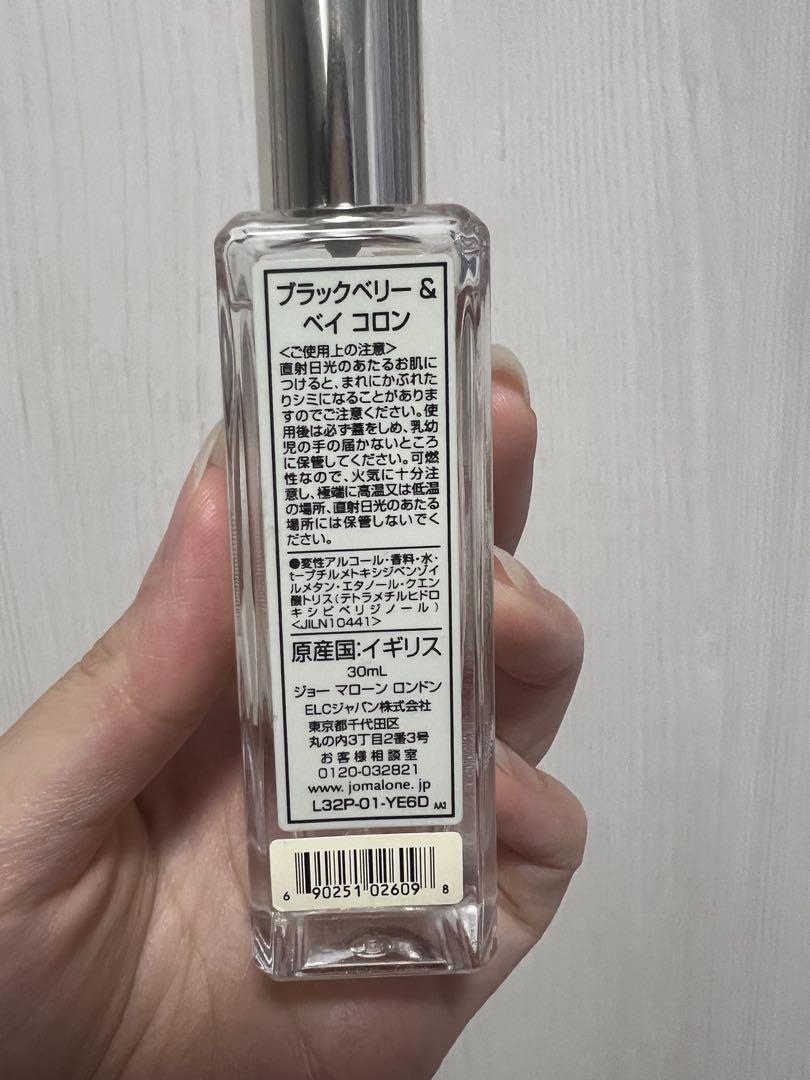 ブラックベリー &
ベイ コロン
<ご使用上の注意>
直射日光のあたるお肌に
つけると、まれにかぶれた
りシミになることがありま
すのでご注意ください。使
用後は必ず蓋をしめ、乳幼
児の手の届かないところ
に保管してください。可燃
性なので、火気に十分注
意し、極端に高温又は低温
の場所、直射日光のあたる
場所には保管しないでく
ださい。
●変性アルコール・香料・水・
t-ブチルメトキシジベンゾイ
ルメタン・エタノール・クエン
酸トリス(テトラメチルヒドロ
キシピペリジノール)
<JILN10441>
原産国:イギリス
30mL
ジョー マローン ロンドン
ELCジャパン株式会社
東京都千代田区
丸の内3丁目2番3号
お客様相談室
0120-032821
www.jomalone.jp
L32P-01-YE6D AA2
6 90251 02609 8